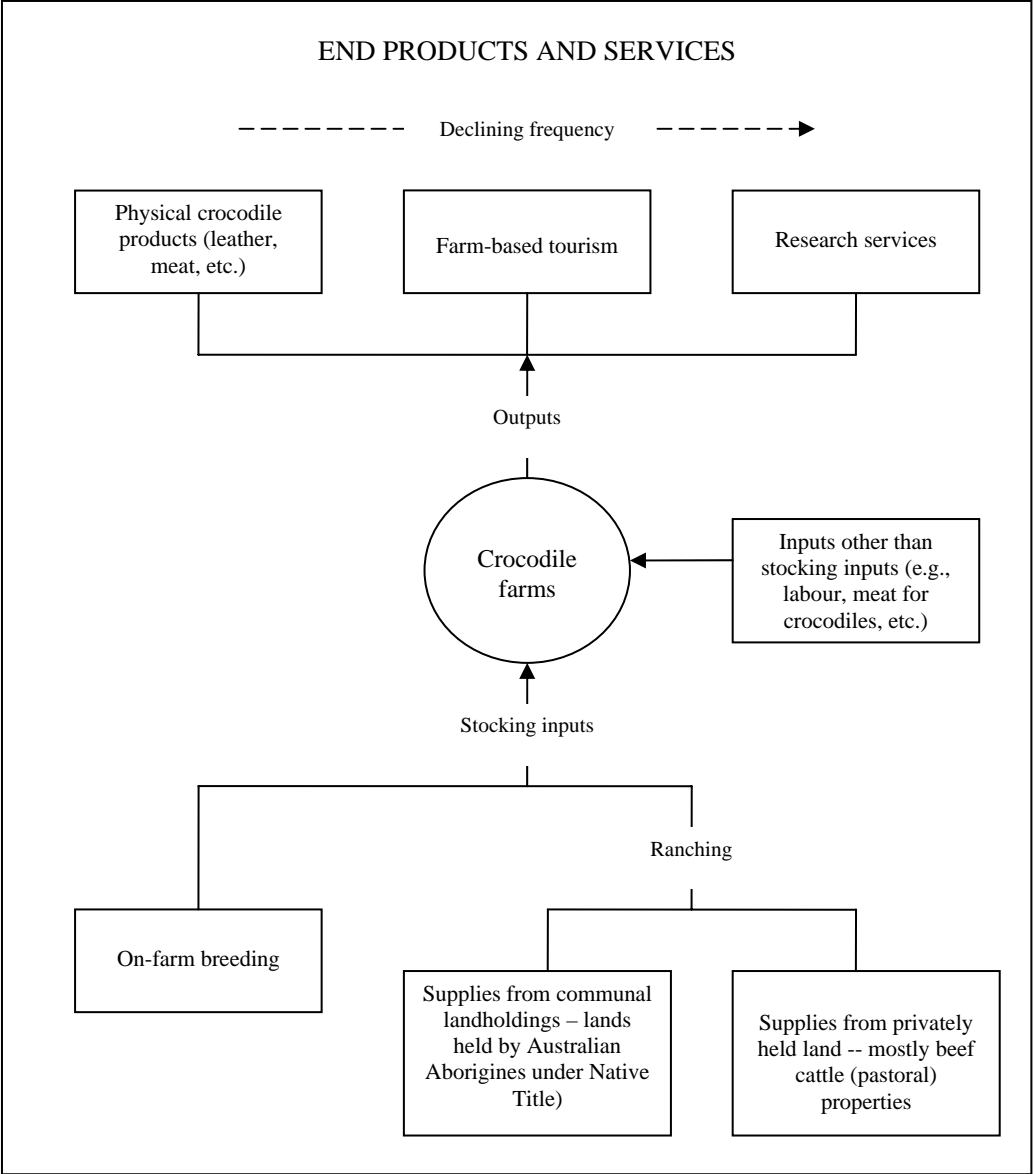 END PRODUCTS AND SERVICES
Declining frequency
Physical crocodile
products (leather,
meat, etc.)
Farm-based tourism
Research services
Outputs
Crocodile
farms
Inputs other than
stocking inputs (e.g.,
labour, meat for
crocodiles, etc.)
Stocking inputs
Ranching
On-farm breeding
Supplies from communal
landholdings – lands
held by Australian
Aborigines under Native
Title)
Supplies from privately
held land -- mostly beef
cattle (pastoral)
properties